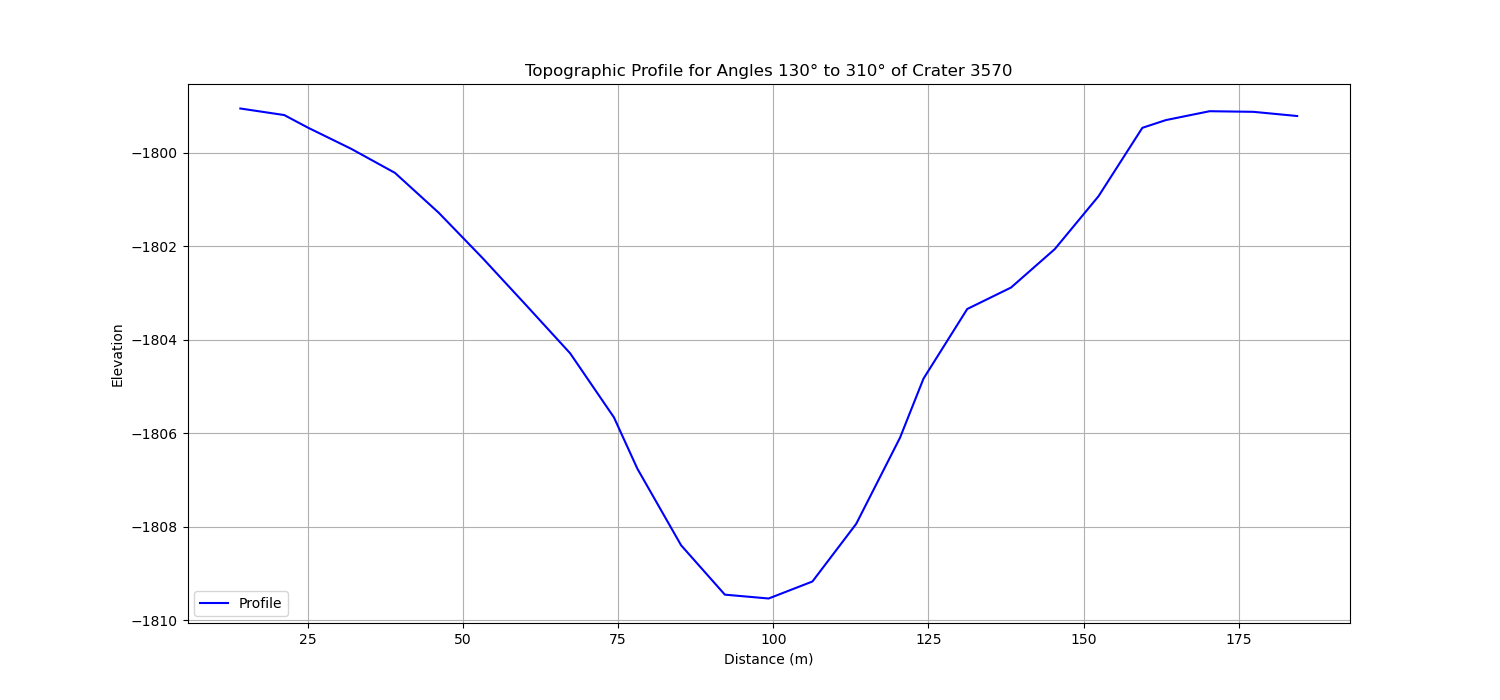 Topographic Profile for Angles 130° to 310° of Crater 3570
−1800
−1802
−1804
−1806
−1808
−1810
Elevation
Profile
25 50 75 100 125 150 175
Distance (m)